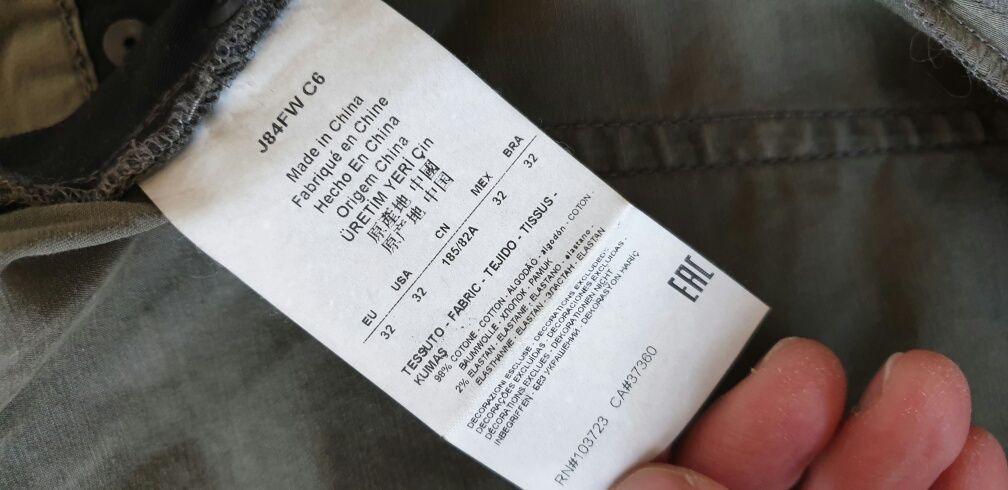 J84FW C6
Made in China
Fabriqué en Chine
Hecho En China
Origem China
ÜRETİM YERİ Çin
原產地 中國
原产地 中国
EU USA CN MEX BRA
32 32 185/82A 32 32
TESSUTO - FABRIC - TEJIDO - TISSUS -
KUMAŞ
98% COTONE - COTTON - ALGODÃO - algodón - COTON -
BAUMWOLLE - ХЛОПОК - PAMUK
2% ELASTAN - ELASTANE - ELASTANO - elastano -
ELASTHANNE - ELASTAN - ЭЛАСТАН - ELASTAN
DECORAZIONI ESCLUSE - DECORATIONS EXCLUDED -
DECORAÇÕES EXCLUÍDAS - DECORACIONES EXCLUIDAS -
DÉCORATIONS EXCLUES - DEKORATIONEN NICHT
INBEGRIFFEN - БЕЗ УКРАШЕНИЙ - DEKORASYON HARİÇ
EAC
RN#103723 CA#37360